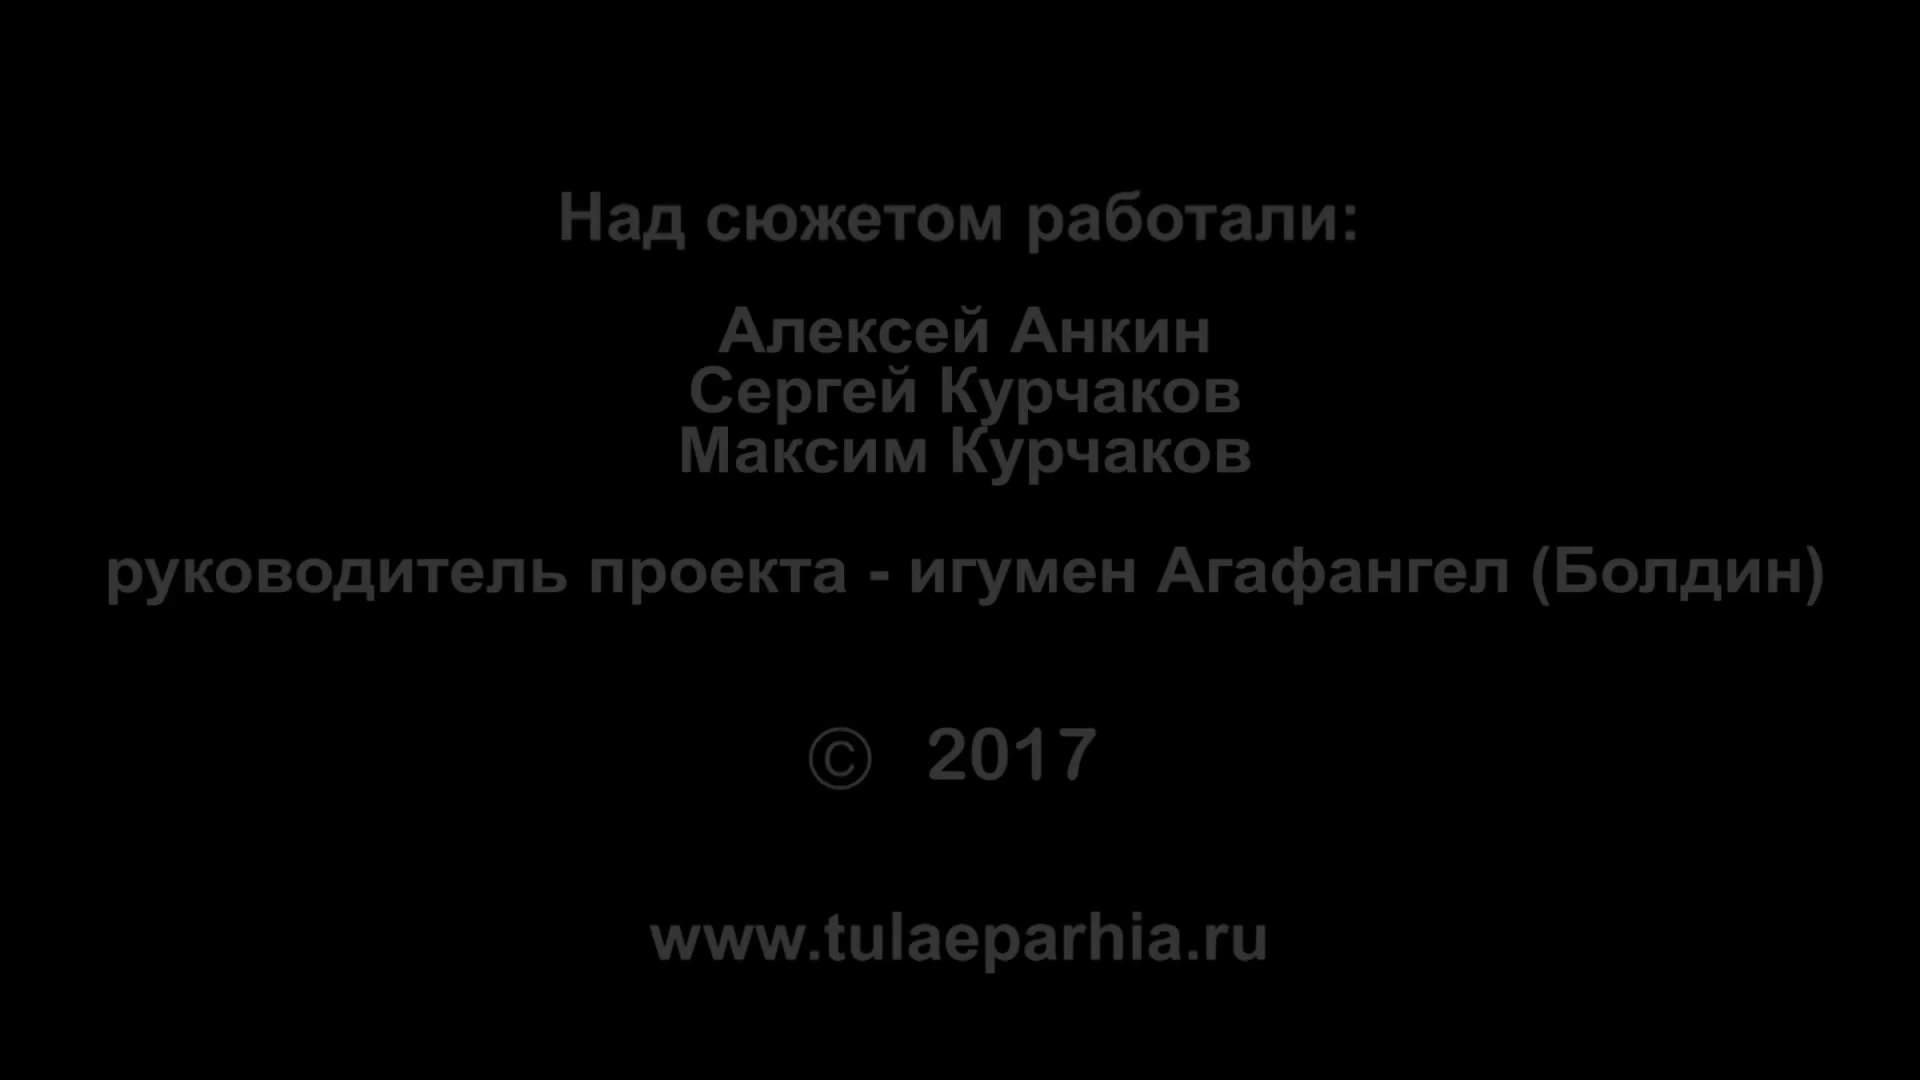 Над сюжетом работали:
Алексей Анкин
Сергей Курчаков
Максим Курчаков
руководитель проекта - игумен Агафангел (Болдин)
© 2017
www.tulaeparhia.ru